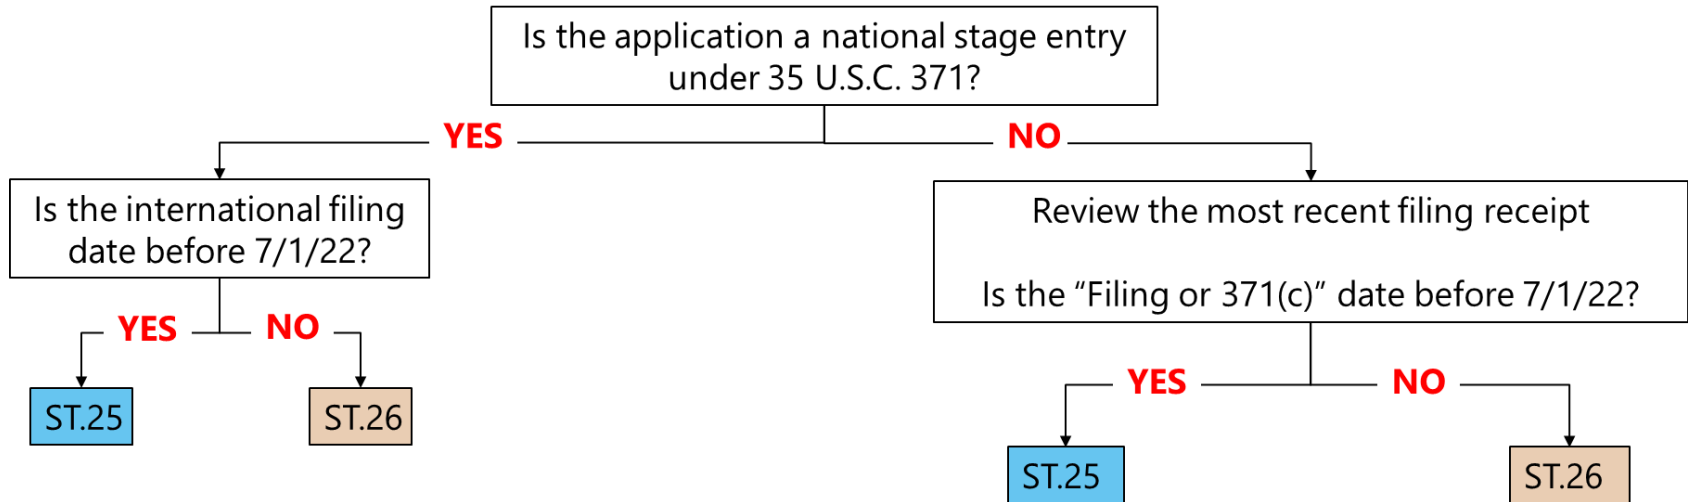 Is the application a national stage entry
under 35 U.S.C. 371?
YES
NO
Is the international filing
date before 7/1/22?
Review the most recent filing receipt
Is the “Filing or 371(c)” date before 7/1/22?
YES
NO
YES
NO
ST.25
ST.26
ST.25
ST.26